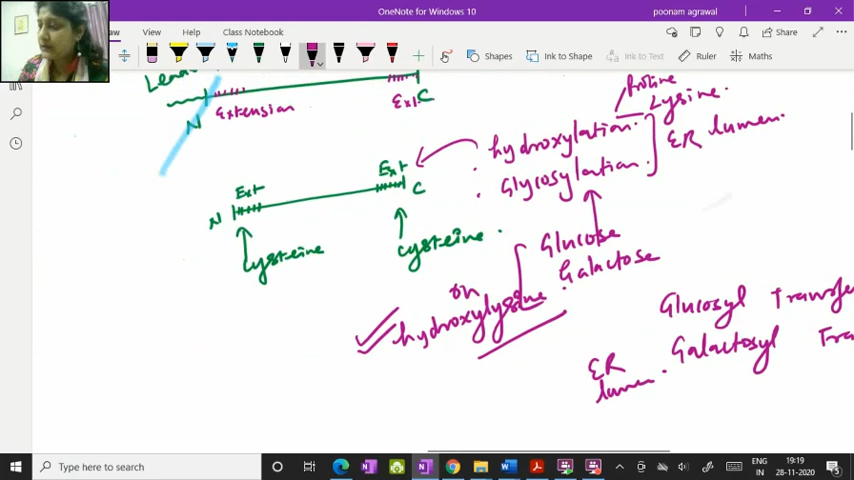 OneNote for Windows 10
poonam agrawal
Help
Class Notebook
Share
Shapes
Ink to Shape
Ink to Text
Ruler
Maths
Extension
Ext C
N
Proline
Lysine.
hydroxylation.
Glycosylation
ER lumen.
Ext
Ext
N
C
cysteine
cysteine.
Glucose
Galactose
on
hydroxylysine
Glucosyl Transfe
Galactosyl Tra
ER
lumen.
Type here to search
ENG
IN
19:19
28-11-2020